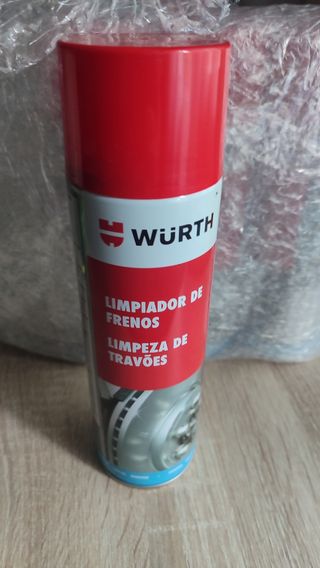 WÜRTH
LIMPIADOR DE
FRENOS
LIMPEZA DE
TRAVÕES